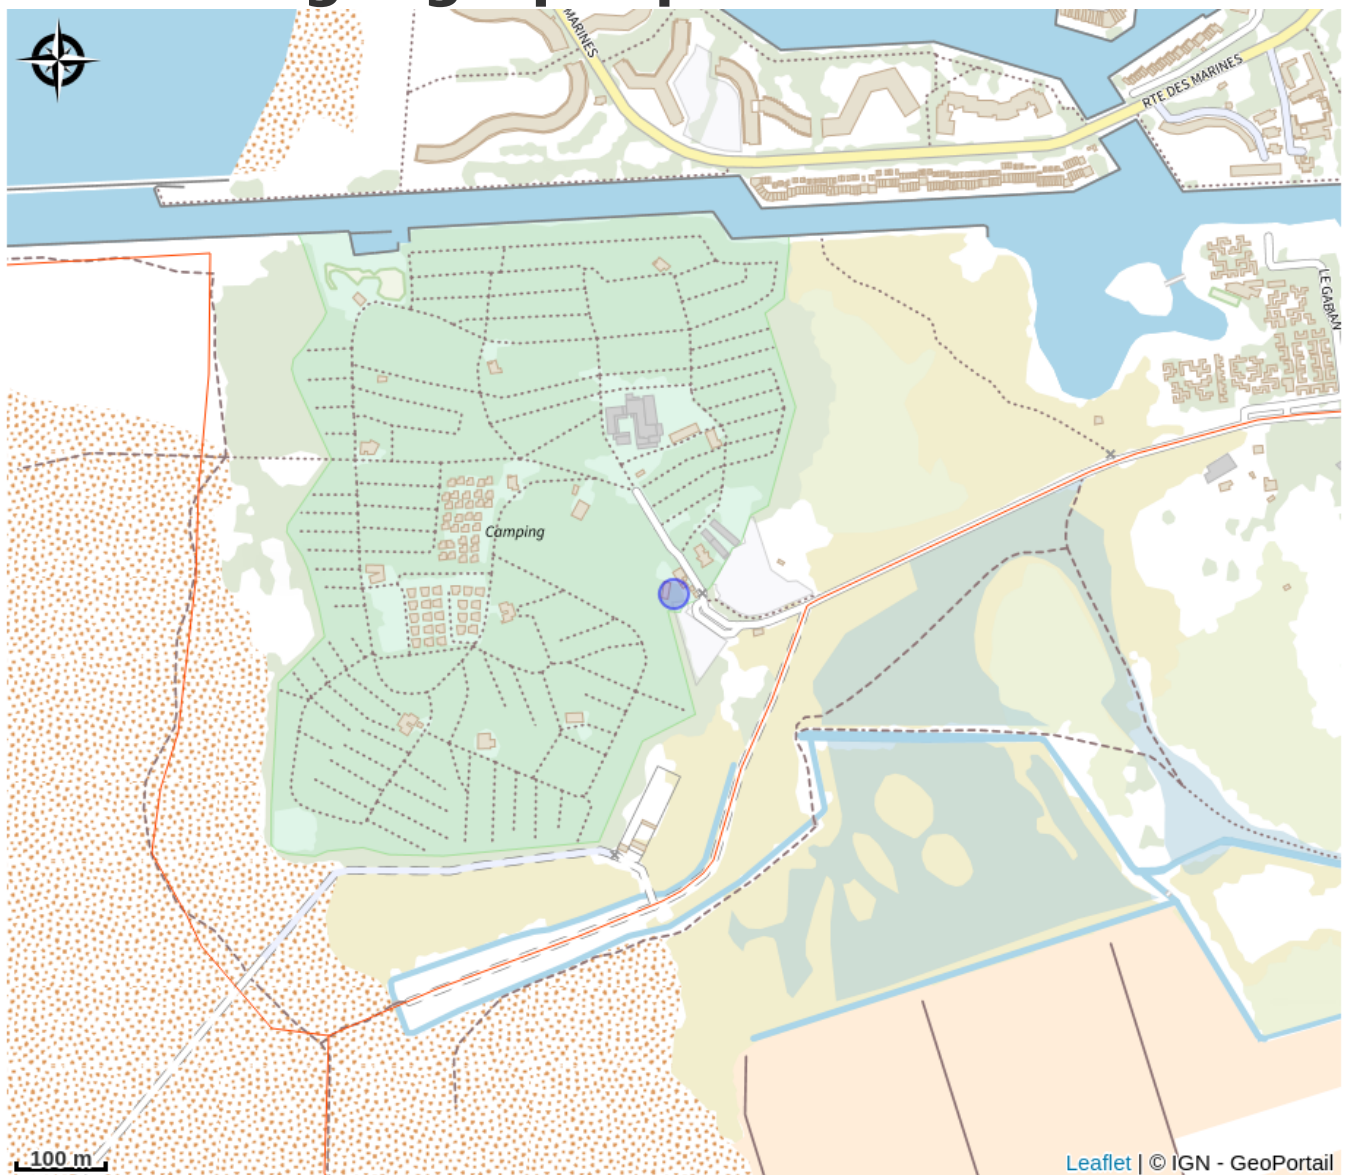 MARINES
RTE DES MARINES
LE GABIAN
Camping
100 m
Leaflet | © IGN - GeoPortail